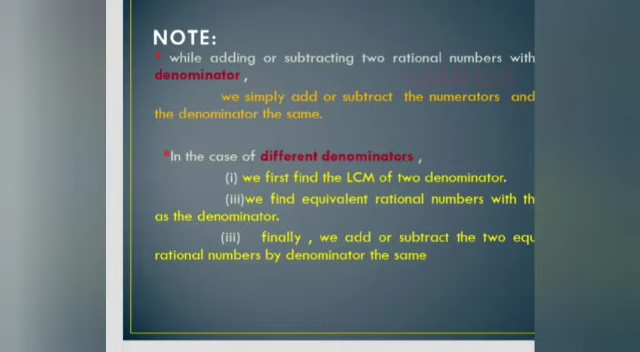 NOTE:
* while adding or subtracting two rational numbers with
denominator ,
we simply add or subtract the numerators and
the denominator the same.
*In the case of different denominators ,
(i) we first find the LCM of two denominator.
(iii)we find equivalent rational numbers with th
as the denominator.
(iii) finally , we add or subtract the two equ
rational numbers by denominator the same